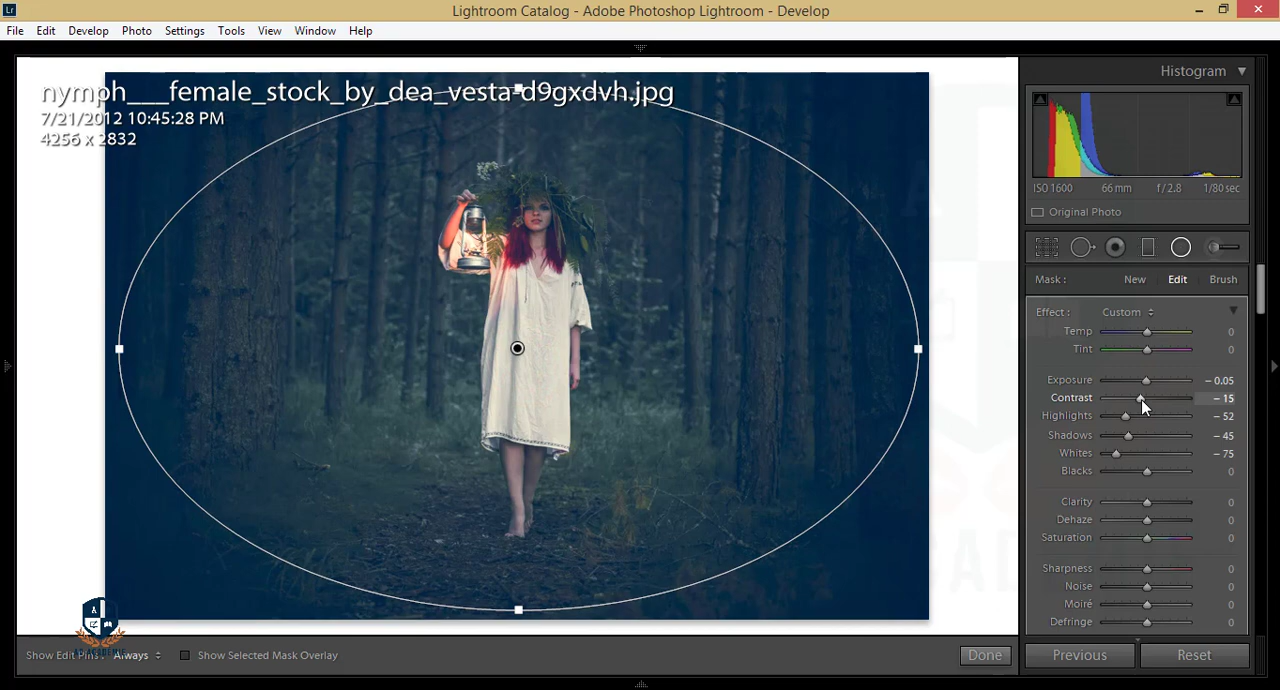 Lr
Lightroom Catalog - Adobe Photoshop Lightroom - Develop
File Edit Develop Photo Settings Tools View Window Help
nymph___female_stock_by_dea_vesta-d9gxdvh.jpg
7/21/2012 10:45:28 PM
4256 x 2832
Histogram
ISO 1600 66 mm f / 2.8 1/80 sec
Original Photo
Mask : New Edit Brush
Effect : Custom
Temp 0
Tint 0
Exposure – 0.05
Contrast – 15
Highlights – 52
Shadows – 45
Whites – 75
Blacks 0
Clarity 0
Dehaze 0
Saturation 0
Sharpness 0
Noise 0
Moiré 0
Defringe 0
Show Edit Pins : Always Show Selected Mask Overlay Done
Previous Reset